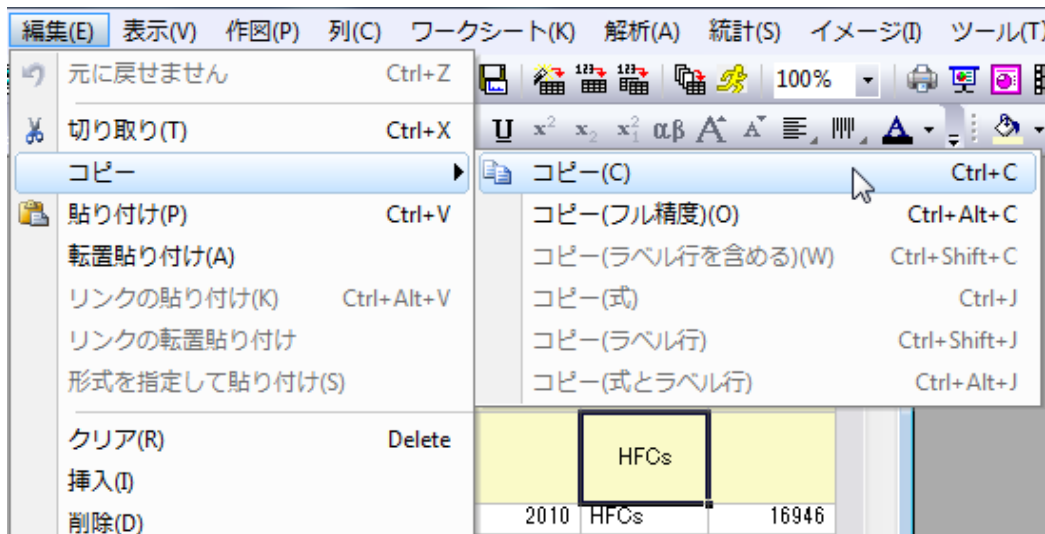 編集(E) 表示(V) 作図(P) 列(C) ワークシート(K) 解析(A) 統計(S) イメージ(I) ツール(T)
元に戻せません Ctrl+Z
100%
切り取り(T) Ctrl+X
U x² x₂ x²₁ αβ A A A
コピー
コピー(C) Ctrl+C
貼り付け(P) Ctrl+V
コピー(フル精度)(O) Ctrl+Alt+C
転置貼り付け(A)
コピー(ラベル行を含める)(W) Ctrl+Shift+C
リンクの貼り付け(K) Ctrl+Alt+V
コピー(式) Ctrl+J
リンクの転置貼り付け
コピー(ラベル行) Ctrl+Shift+J
形式を指定して貼り付け(S)
コピー(式とラベル行) Ctrl+Alt+J
クリア(R) Delete
HFCs
挿入(I)
削除(D)
2010 HFCs 16946